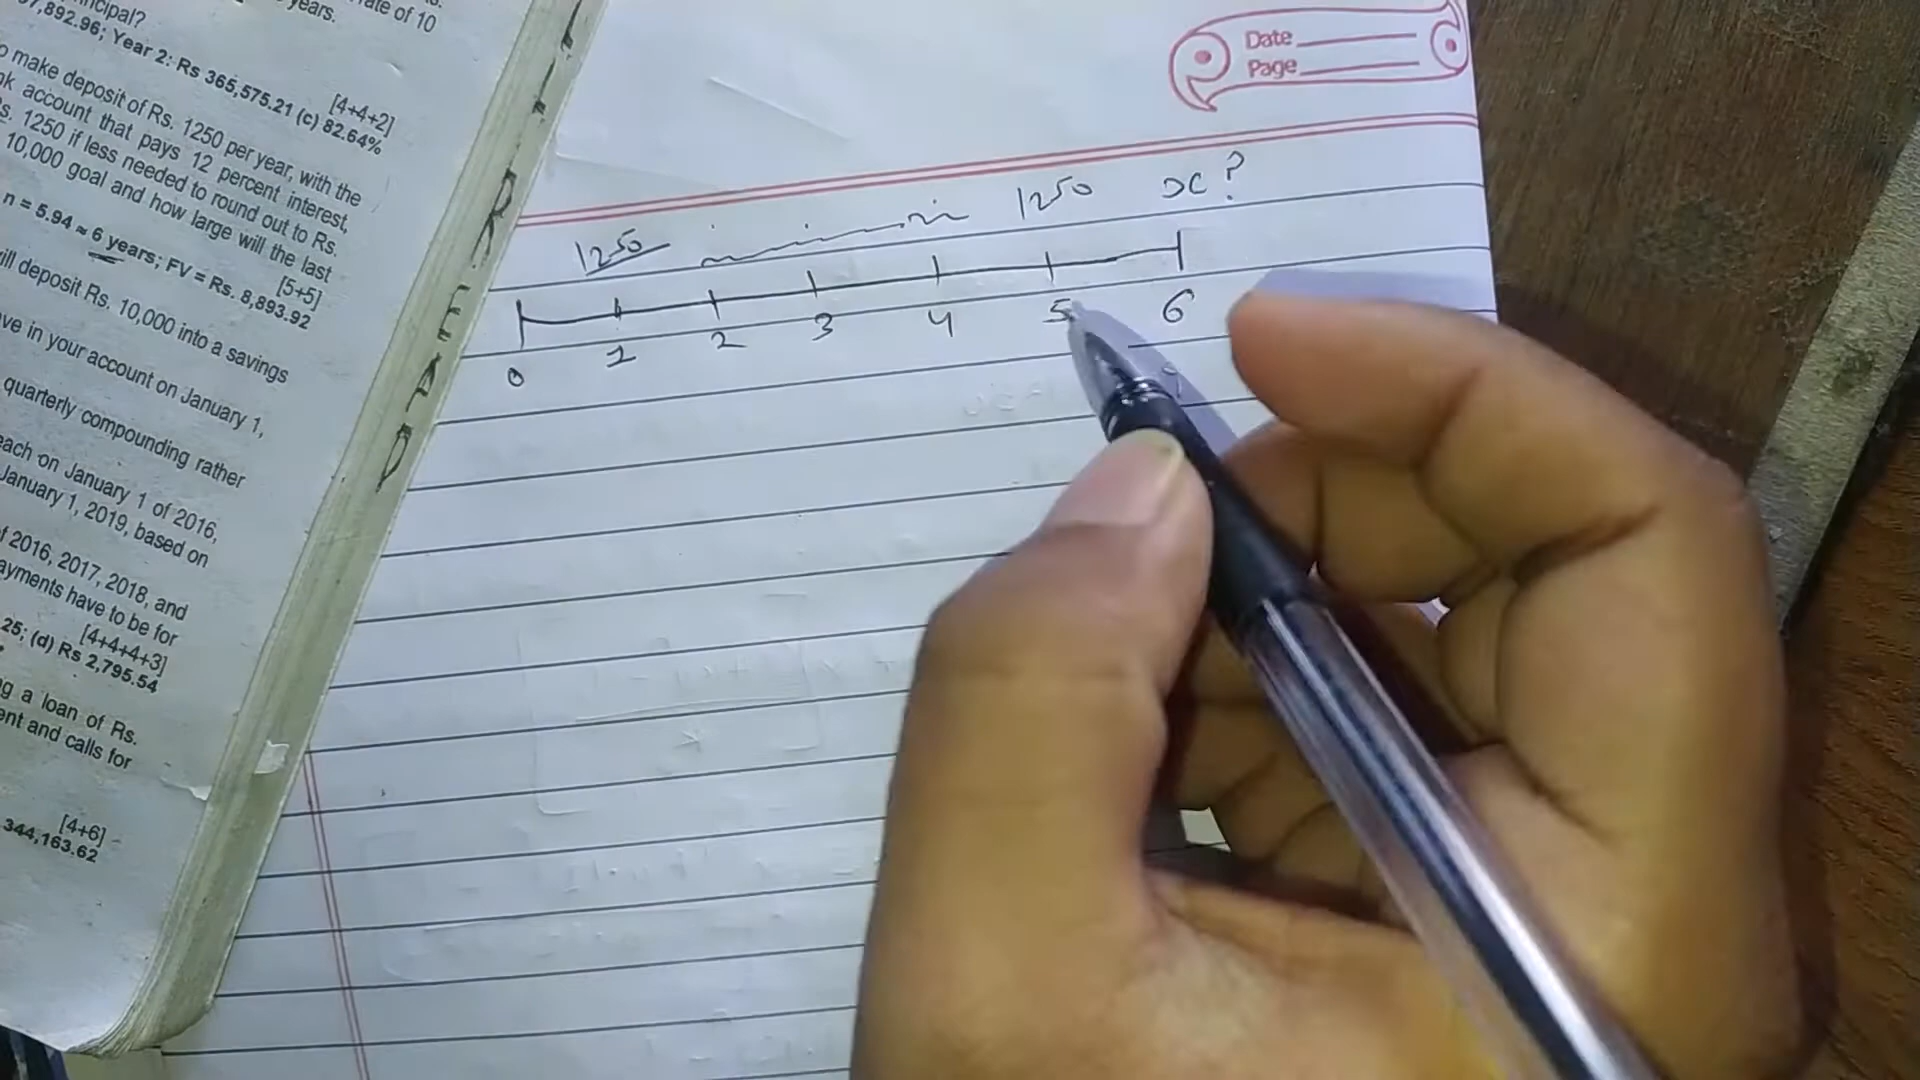 rate of 10
ncipal?
years.
37,892.96; Year 2: Rs 365,575.21 (c) 82.64%
[4+4+2]
o make deposit of Rs. 1250 per year, with the
nk account that pays 12 percent interest,
s. 1250 if less needed to round out to Rs.
10,000 goal and how large will the last
[5+5]
n = 5.94 ≈ 6 years; FV = Rs. 8,893.92
ill deposit Rs. 10,000 into a savings
ve in your account on January 1,
quarterly compounding rather
each on January 1 of 2016,
January 1, 2019, based on
of 2016, 2017, 2018, and
ayments have to be for
[4+4+4+3]
25; (d) Rs 2,795.54
ng a loan of Rs.
ent and calls for
[4+6]
344,163.62
Date
Page
1250 1250 x ?
0 1 2 3 4 5 6